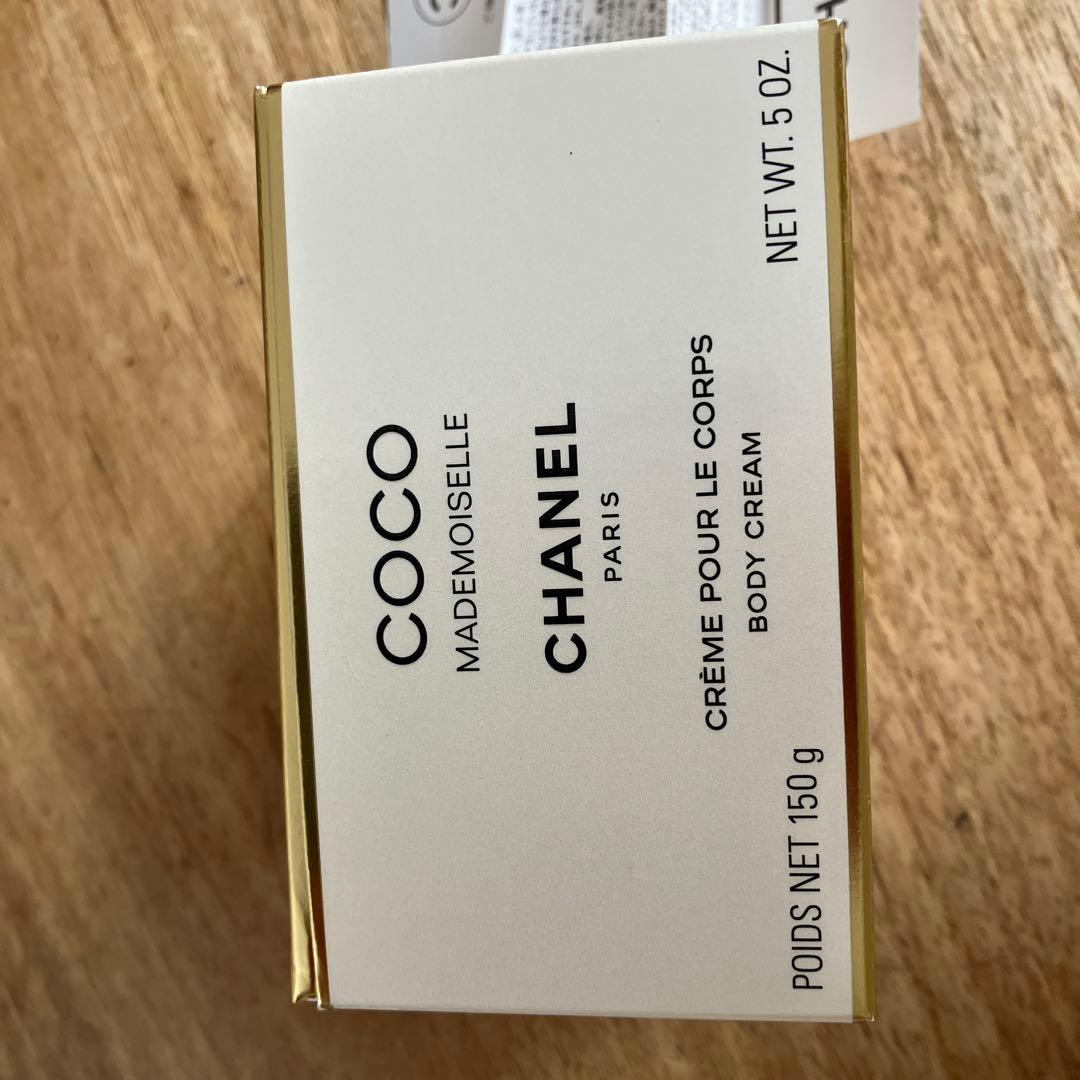 COCO
MADEMOISELLE
CHANEL
PARIS
CRÈME POUR LE CORPS
BODY CREAM
POIDS NET 150 g NET WT. 5 OZ.